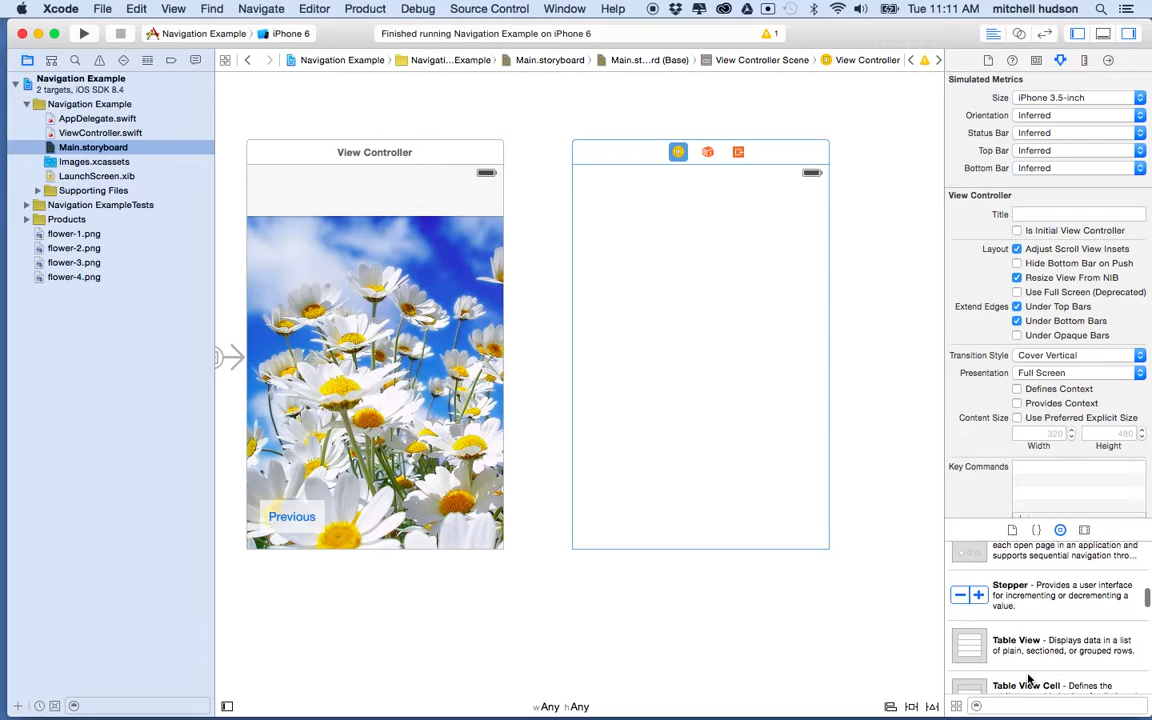 Xcode File Edit View Find Navigate Editor Product Debug Source Control Window Help Tue 11:11 AM mitchell hudson
Navigation Example iPhone 6 Finished running Navigation Example on iPhone 6 1
Navigation Example Navigati...Example Main.storyboard Main.st...rd (Base) View Controller Scene View Controller
Navigation Example
2 targets, iOS SDK 8.4
Navigation Example
AppDelegate.swift
ViewController.swift
Main.storyboard
Images.xcassets
LaunchScreen.xib
Supporting Files
Navigation ExampleTests
Products
flower-1.png
flower-2.png
flower-3.png
flower-4.png
View Controller
Previous
wAny hAny
Simulated Metrics
Size iPhone 3.5-inch
Orientation Inferred
Status Bar Inferred
Top Bar Inferred
Bottom Bar Inferred
View Controller
Title
Is Initial View Controller
Layout Adjust Scroll View Insets
Hide Bottom Bar on Push
Resize View From NIB
Use Full Screen (Deprecated)
Extend Edges Under Top Bars
Under Bottom Bars
Under Opaque Bars
Transition Style Cover Vertical
Presentation Full Screen
Defines Context
Provides Context
Content Size Use Preferred Explicit Size
320 480
Width Height
Key Commands
each open page in an application and
supports sequential navigation thro...
Stepper - Provides a user interface
for incrementing or decrementing a
value.
Table View - Displays data in a list
of plain, sectioned, or grouped rows.
Table View Cell - Defines the